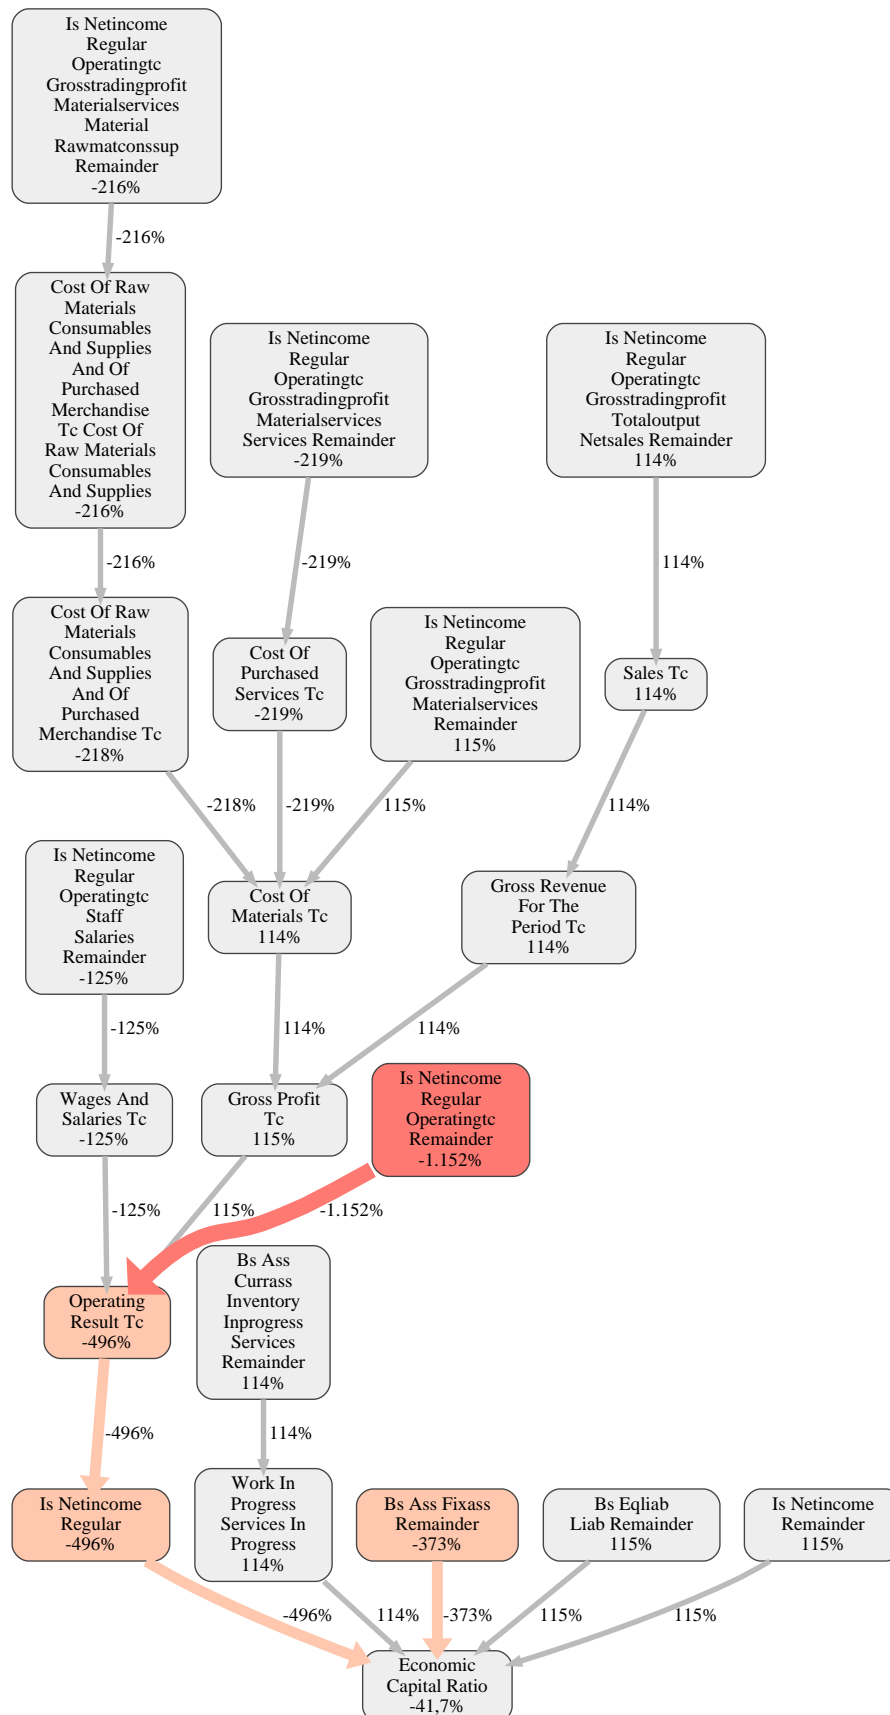 Is Netincome
Regular
Operatingtc
Grosstradingprofit
Materialservices
Material
Rawmatconssup
Remainder
-216%
-216%
Cost Of Raw
Materials
Consumables
And Supplies
And Of
Purchased
Merchandise
Tc Cost Of
Raw Materials
Consumables
And Supplies
-216%
Is Netincome
Regular
Operatingtc
Grosstradingprofit
Materialservices
Services Remainder
-219%
Is Netincome
Regular
Operatingtc
Grosstradingprofit
Totaloutput
Netsales Remainder
114%
-216%
-219%
114%
Cost Of Raw
Materials
Consumables
And Supplies
And Of
Purchased
Merchandise Tc
-218%
Cost Of
Purchased
Services Tc
-219%
Is Netincome
Regular
Operatingtc
Grosstradingprofit
Materialservices
Remainder
115%
Sales Tc
114%
-218%
-219%
115%
114%
Is Netincome
Regular
Operatingtc
Staff
Salaries
Remainder
-125%
Cost Of
Materials Tc
114%
Gross Revenue
For The
Period Tc
114%
-125%
114%
114%
Wages And
Salaries Tc
-125%
Gross Profit
Tc
115%
Is Netincome
Regular
Operatingtc
Remainder
-1.152%
-125%
115%
-1.152%
Operating
Result Tc
-496%
Bs Ass
Currass
Inventory
Inprogress
Services
Remainder
114%
-496%
114%
Is Netincome
Regular
-496%
Work In
Progress
Services In
Progress
114%
Bs Ass Fixass
Remainder
-373%
Bs Eqliab
Liab Remainder
115%
Is Netincome
Remainder
115%
-496%
114%
-373%
115%
115%
Economic
Capital Ratio
-41,7%